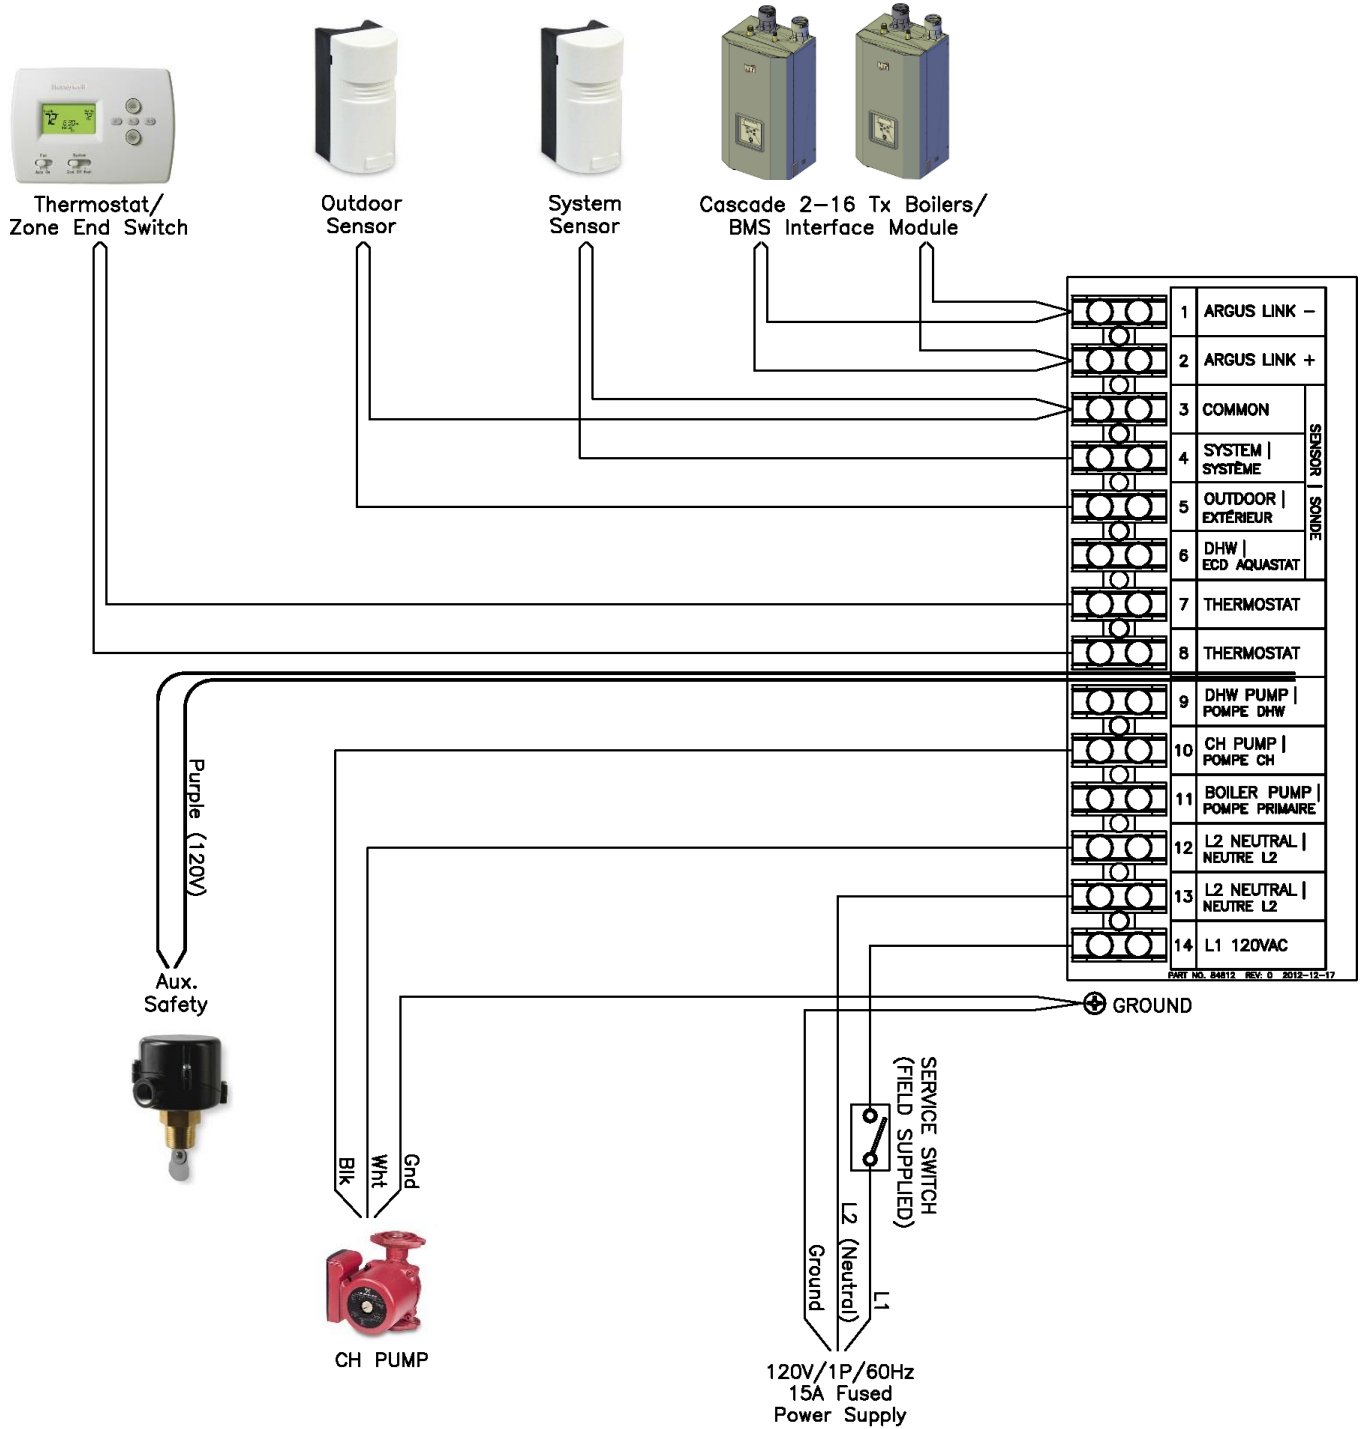 Honeywell
Thermostat/
Zone End Switch
Outdoor
Sensor
System
Sensor
Cascade 2-16 Tx Boilers/
BMS Interface Module
1 ARGUS LINK -
2 ARGUS LINK +
3 COMMON
4 SYSTEM |
SYSTÈME
5 OUTDOOR |
EXTÉRIEUR
6 DHW |
ECD AQUASTAT
SENSOR | SONDE
7 THERMOSTAT
8 THERMOSTAT
9 DHW PUMP |
POMPE DHW
10 CH PUMP |
POMPE CH
11 BOILER PUMP |
POMPE PRIMAIRE
12 L2 NEUTRAL |
NEUTRE L2
13 L2 NEUTRAL |
NEUTRE L2
14 L1 120VAC
PART NO. 84612 REV: 0 2012-12-17
GROUND
Purple (120V)
Aux.
Safety
Blk
Wht
Gnd
CH PUMP
SERVICE SWITCH
(FIELD SUPPLIED)
Ground
L2 (Neutral)
L1
120V/1P/60Hz
15A Fused
Power Supply